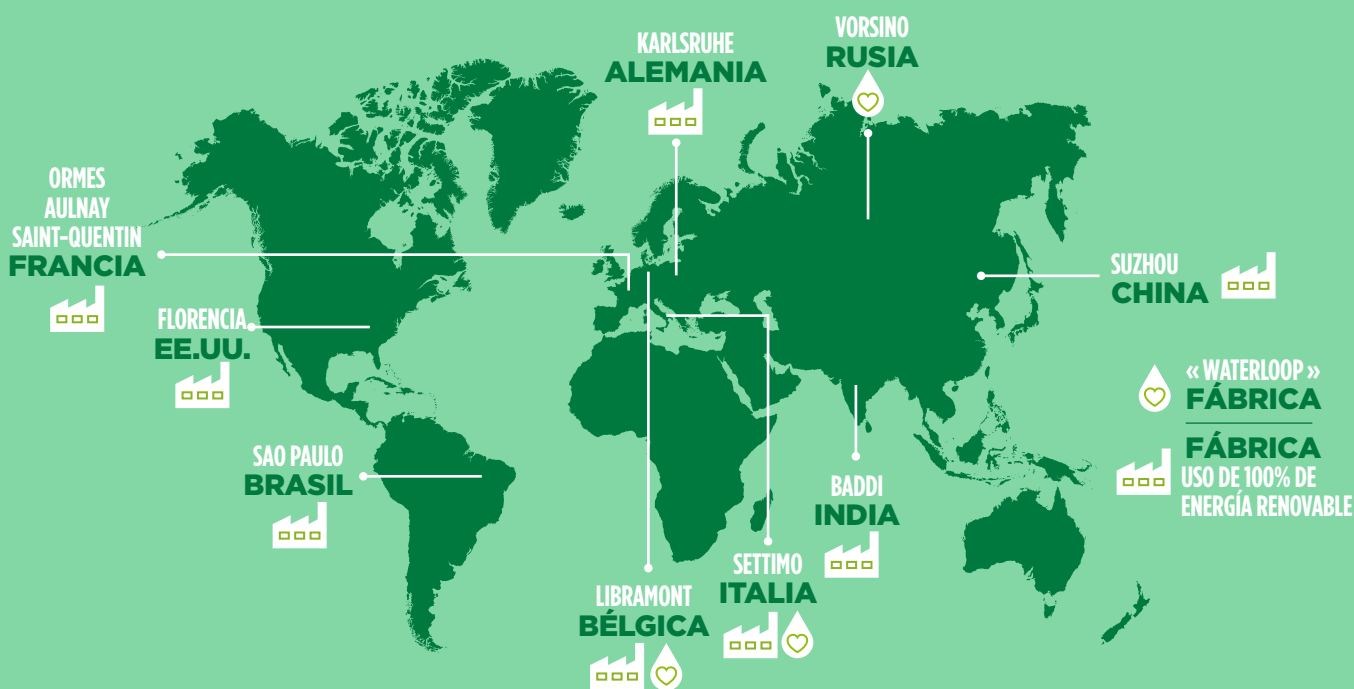 VORSINO
RUSIA
KARLSRUHE
ALEMANIA
ORMES
AULNAY
SAINT-QUENTIN
FRANCIA
SUZHOU
CHINA
FLORENCIA
EE.UU.
« WATERLOOP »
FÁBRICA
FÁBRICA
USO DE 100% DE
ENERGÍA RENOVABLE
SAO PAULO
BRASIL
BADDI
INDIA
SETTIMO
ITALIA
LIBRAMONT
BÉLGICA